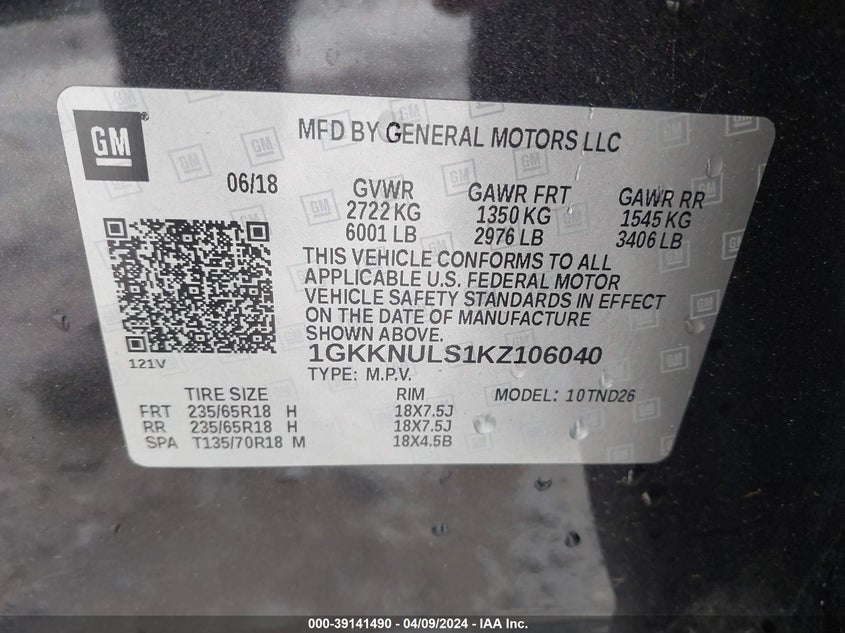 GM
MFD BY GENERAL MOTORS LLC
06/18
GVWR GAWR FRT GAWR RR
2722 KG 1350 KG 1545 KG
6001 LB 2976 LB 3406 LB
THIS VEHICLE CONFORMS TO ALL
APPLICABLE U.S. FEDERAL MOTOR
VEHICLE SAFETY STANDARDS IN EFFECT
ON THE DATE OF MANUFACTURE
SHOWN ABOVE.
1GKKNULS1KZ106040
121V
TYPE: M.P.V.
TIRE SIZE RIM MODEL: 10TND26
FRT 235/65R18 H 18X7.5J
RR 235/65R18 H 18X7.5J
SPA T135/70R18 M 18X4.5B
000-39141490 | 04/09/2024 - IAA Inc.